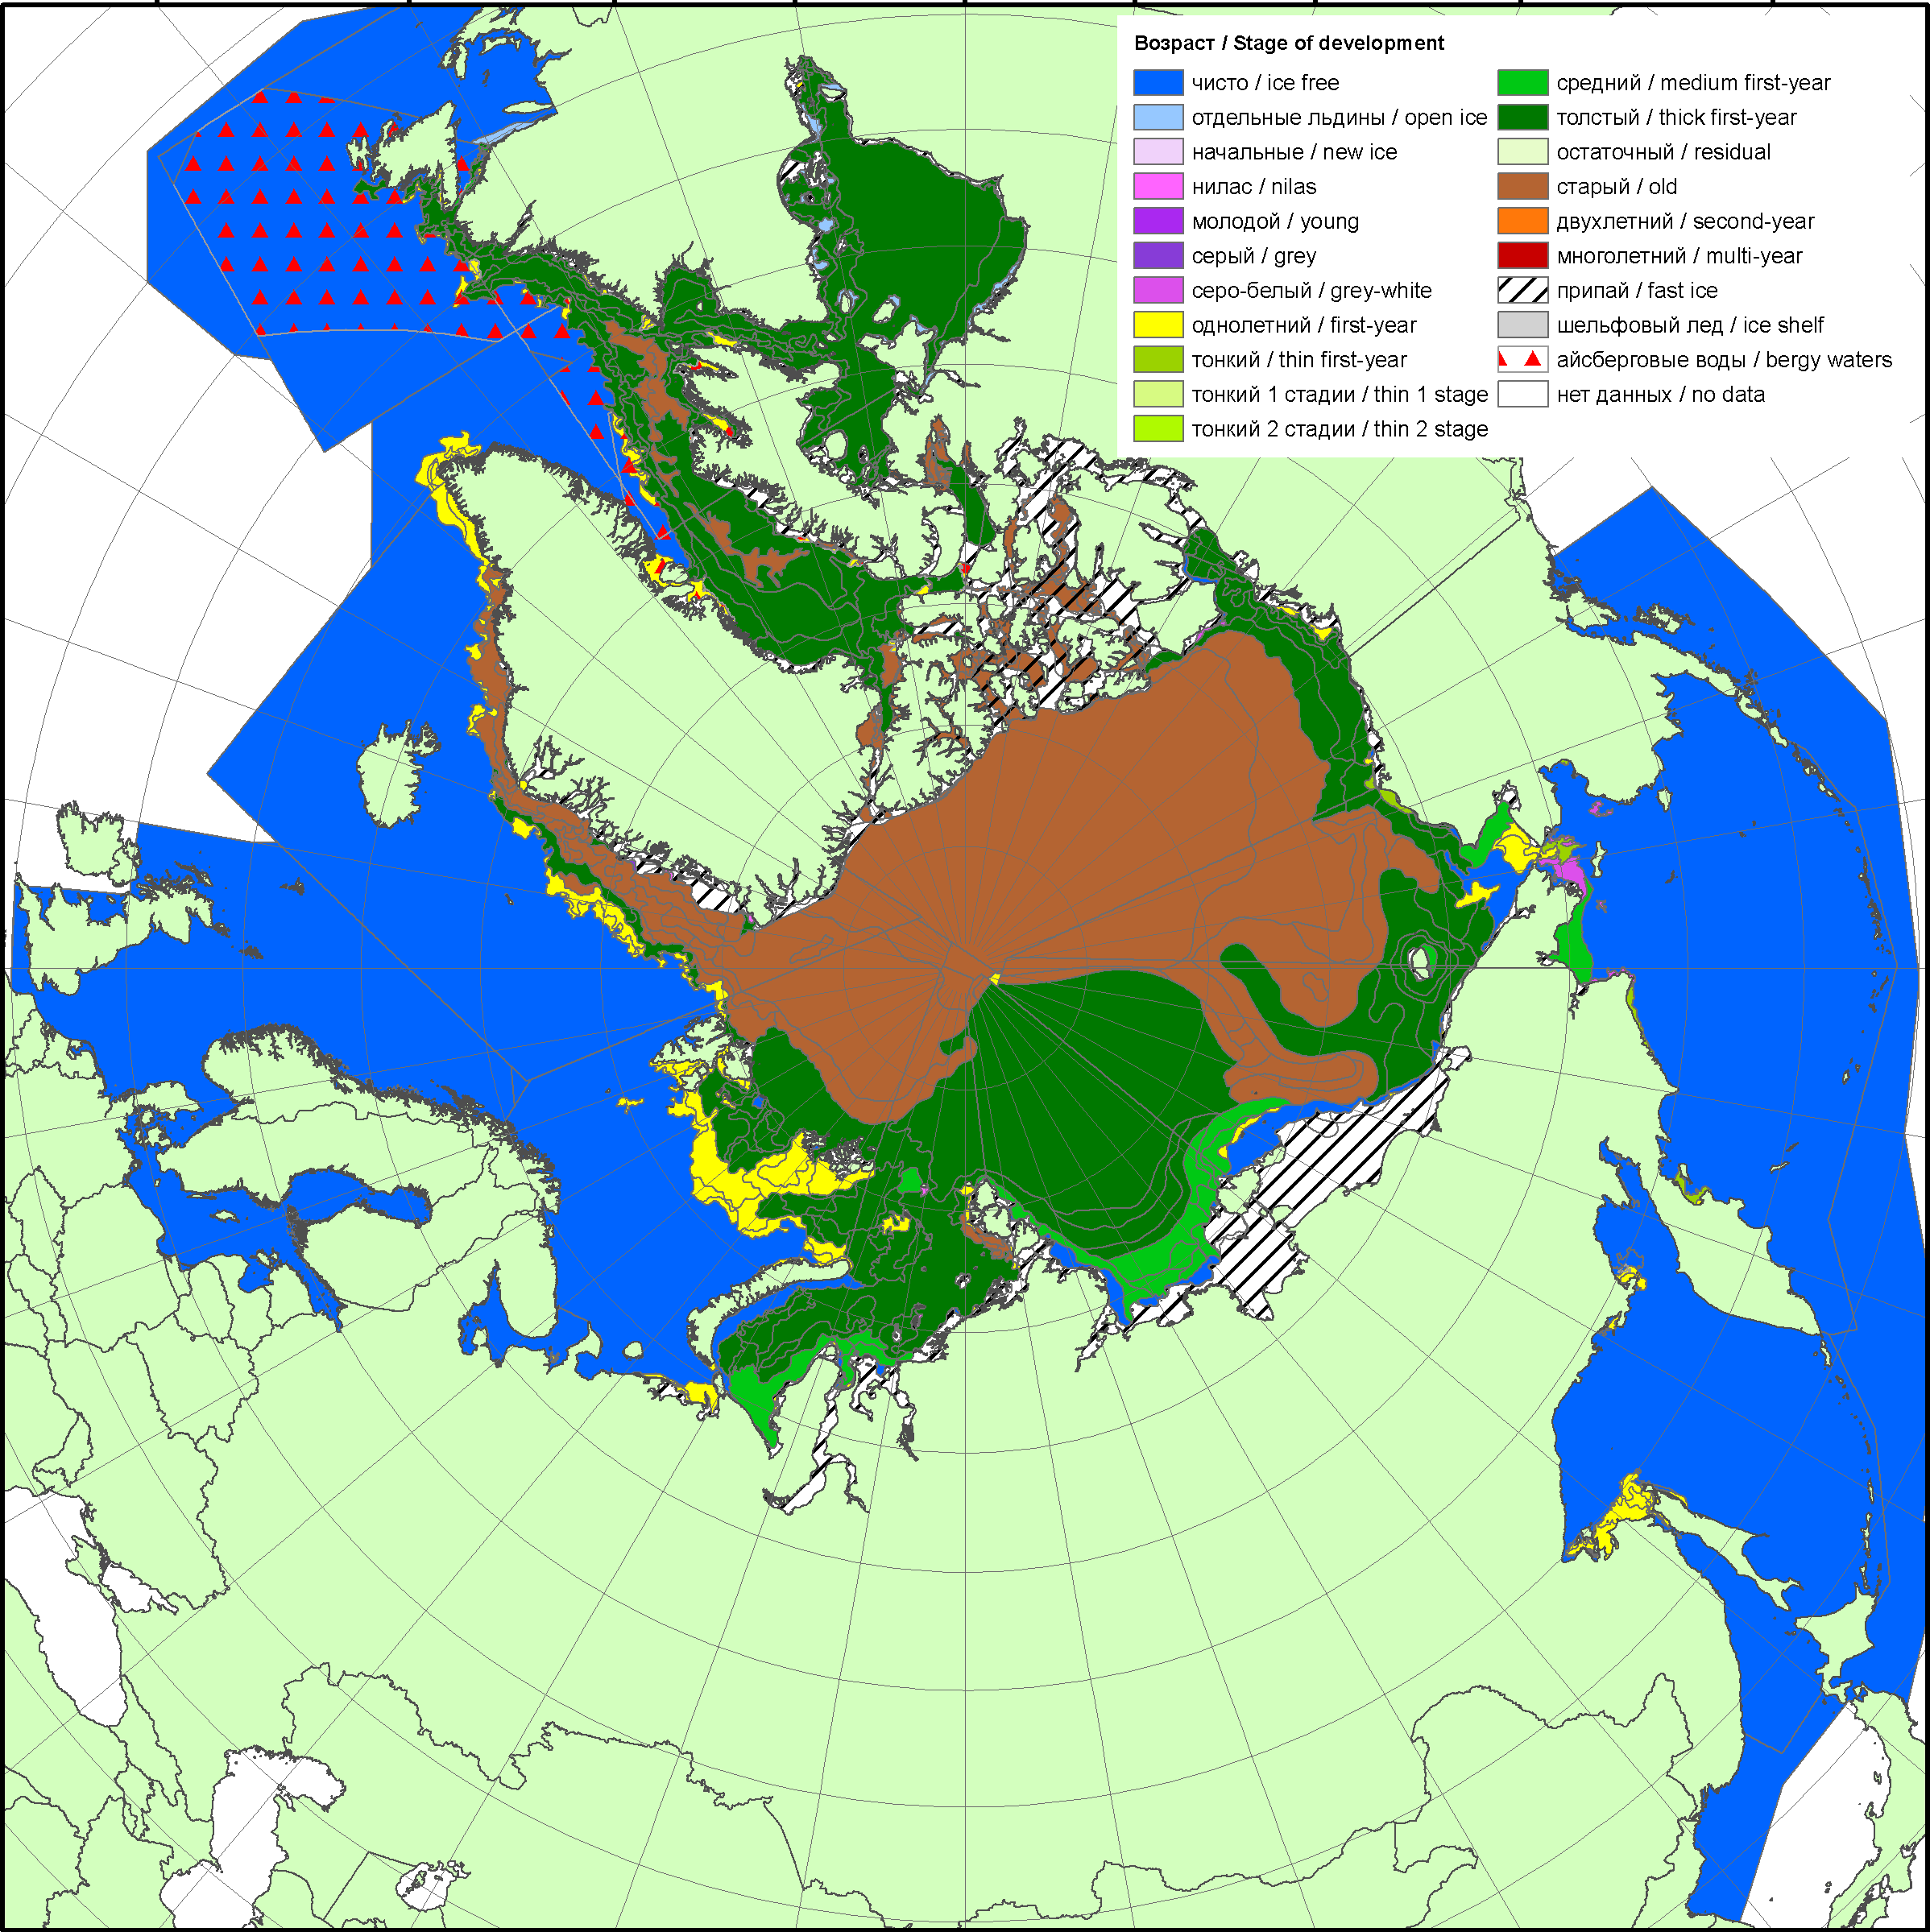 Возраст / Stage of development
чисто / ice free
отдельные льдины / open ice
начальные / new ice
нилас / nilas
молодой / young
серый / grey
серо-белый / grey-white
однолетний / first-year
тонкий / thin first-year
тонкий 1 стадии / thin 1 stage
тонкий 2 стадии / thin 2 stage
средний / medium first-year
толстый / thick first-year
остаточный / residual
старый / old
двухлетний / second-year
многолетний / multi-year
припай / fast ice
шельфовый лед / ice shelf
айсберговые воды / bergy waters
нет данных / no data